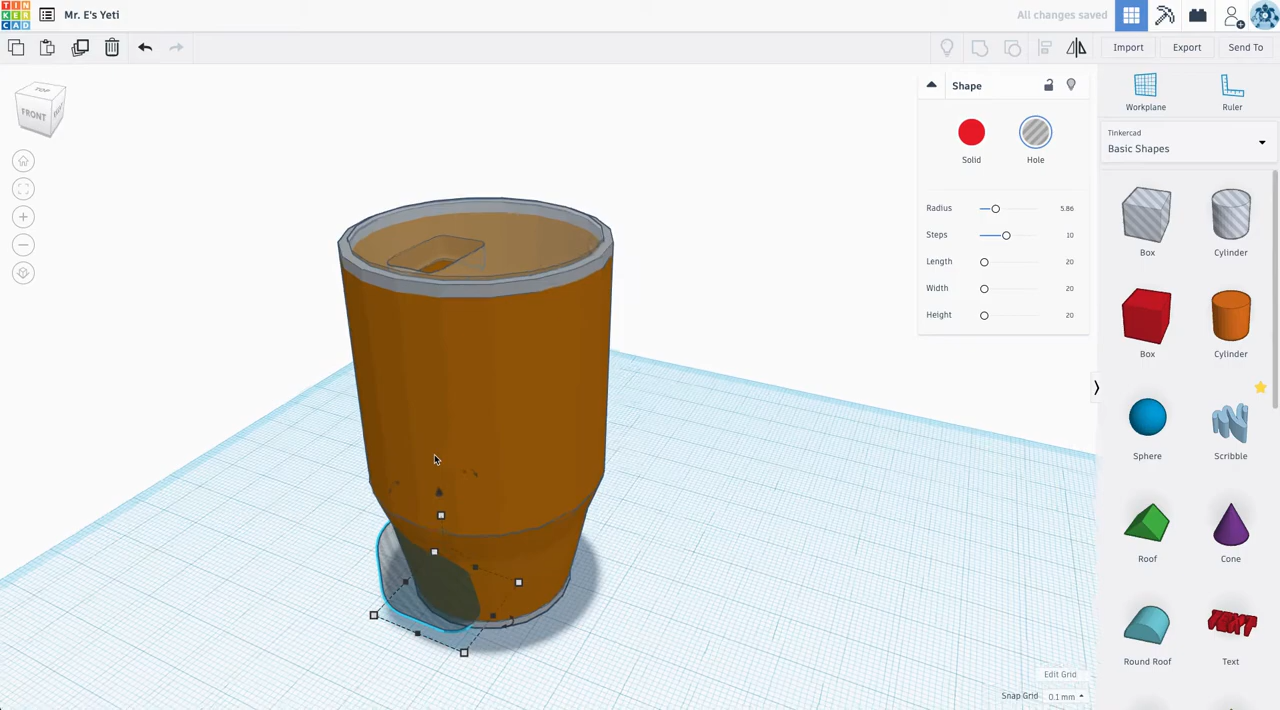 TIN
KER
CAD
Mr. E's Yeti
All changes saved
Import
Export
Send To
TOP
FRONT
Shape
Solid
Hole
Radius 5.86
Steps 10
Length 20
Width 20
Height 20
Workplane
Ruler
Tinkercad
Basic Shapes
Box
Cylinder
Box
Cylinder
Sphere
Scribble
Roof
Cone
TEXT
Round Roof
Text
Edit Grid
Snap Grid 0.1 mm